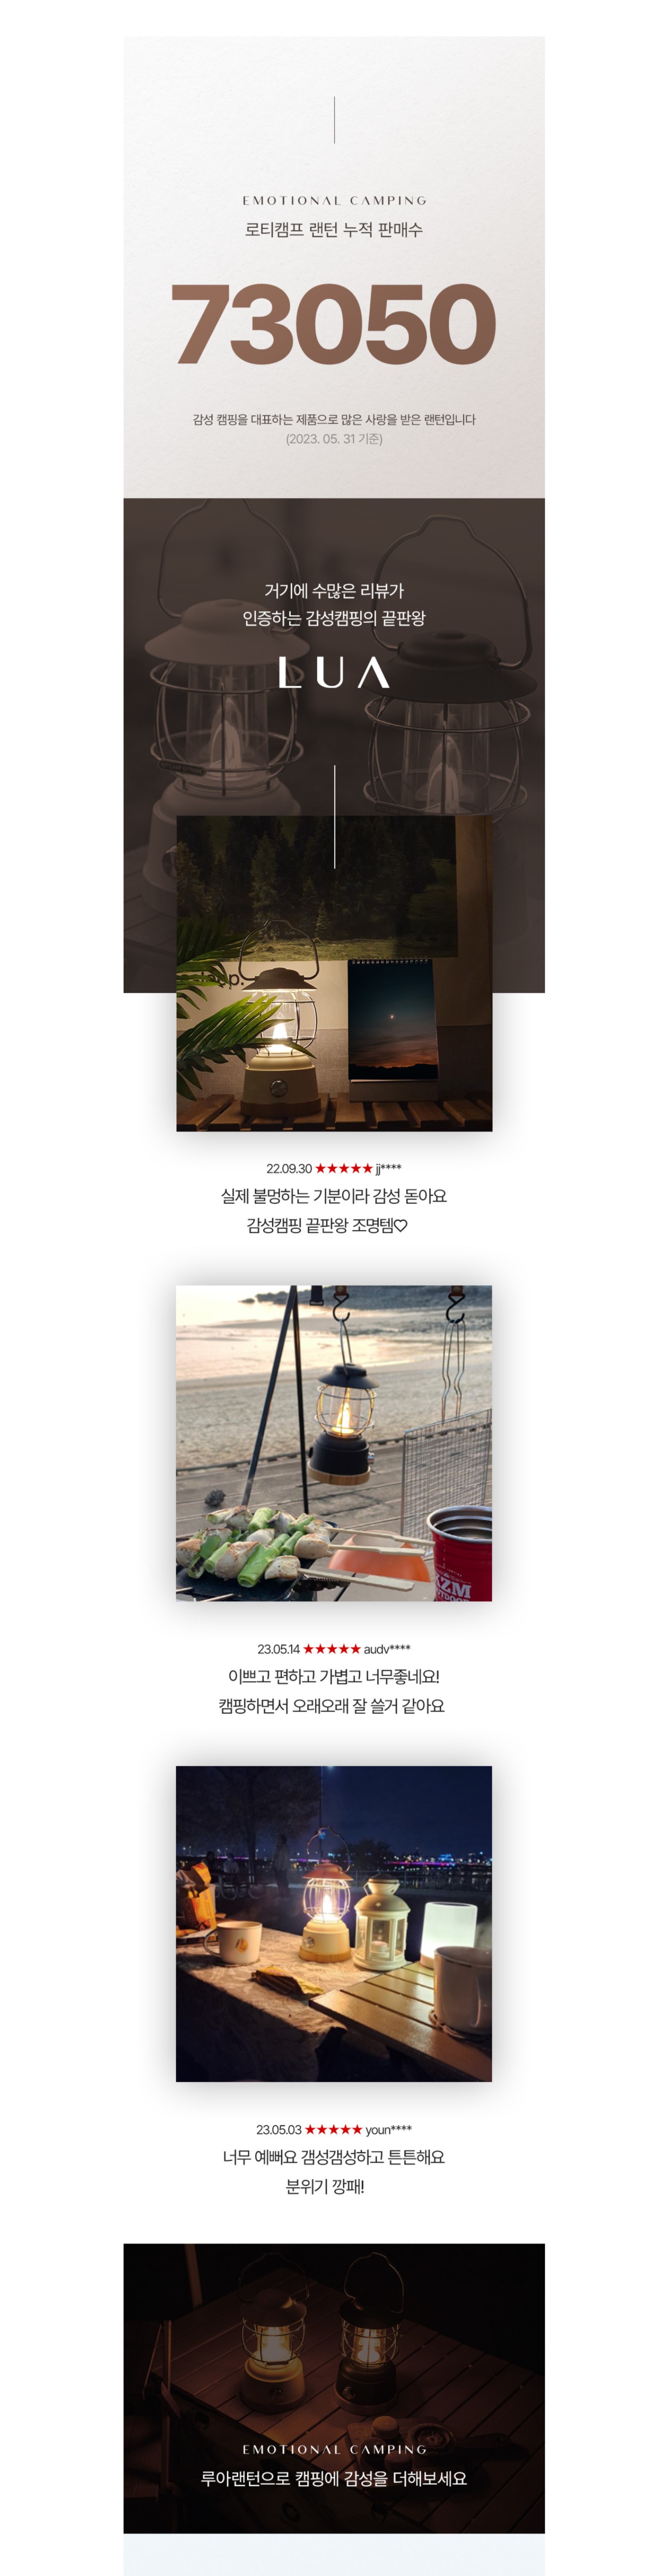 EMOTIONAL CAMPING
로티캠프 랜턴 누적 판매수
73050
감성 캠핑을 대표하는 제품으로 많은 사랑을 받은 랜턴입니다
(2023. 05. 31 기준)
거기에 수많은 리뷰가
인증하는 감성캠핑의 끝판왕
LUA
22.09.30 ★★★★★ jj****
실제 불멍하는 기분이라 감성 돋아요
감성캠핑 끝판왕 조명템♡
23.05.14 ★★★★★ audv****
이쁘고 편하고 가볍고 너무좋네요!
캠핑하면서 오래오래 잘 쓸거 같아요
23.05.03 ★★★★★ youn****
너무 예뻐요 갬성갬성하고 튼튼해요
분위기 깡패!
EMOTIONAL CAMPING
루아랜턴으로 캠핑에 감성을 더해보세요